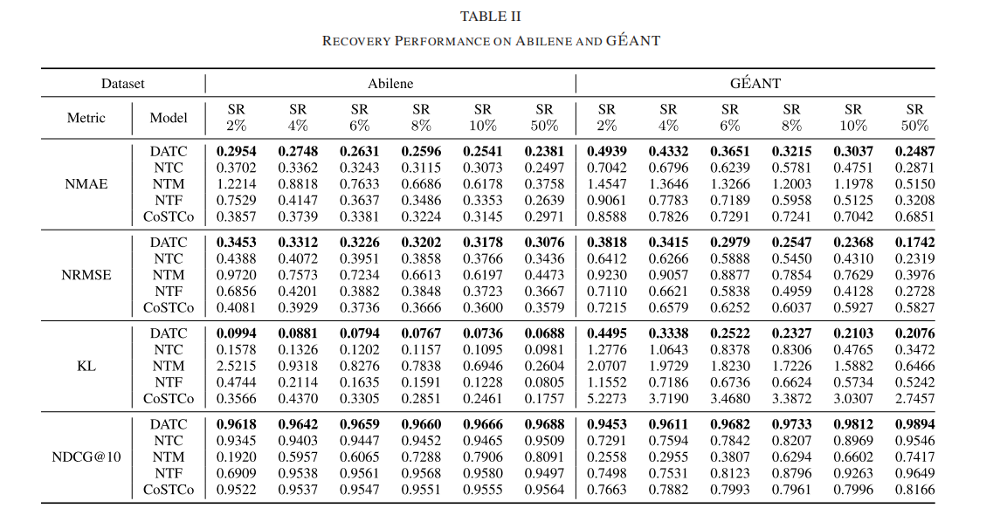 TABLE II
RECOVERY PERFORMANCE ON ABILENE AND GÉANT
Dataset Abilene GÉANT
Metric Model SR 2% SR 4% SR 6% SR 8% SR 10% SR 50% SR 2% SR 4% SR 6% SR 8% SR 10% SR 50%
NMAE DATC 0.2954 0.2748 0.2631 0.2596 0.2541 0.2381 0.4939 0.4332 0.3651 0.3215 0.3037 0.2487
NTC 0.3702 0.3362 0.3243 0.3115 0.3073 0.2497 0.7042 0.6796 0.6239 0.5781 0.4751 0.2871
NTM 1.2214 0.8818 0.7633 0.6686 0.6178 0.3758 1.4547 1.3646 1.3266 1.2003 1.1978 0.5150
NTF 0.7529 0.4147 0.3637 0.3486 0.3353 0.2639 0.9061 0.7783 0.7189 0.5958 0.5125 0.3208
CoSTCo 0.3857 0.3739 0.3381 0.3224 0.3145 0.2971 0.8588 0.7826 0.7291 0.7241 0.7042 0.6851
NRMSE DATC 0.3453 0.3312 0.3226 0.3202 0.3178 0.3076 0.3818 0.3415 0.2979 0.2547 0.2368 0.1742
NTC 0.4388 0.4072 0.3951 0.3858 0.3766 0.3436 0.6412 0.6266 0.5888 0.5450 0.4310 0.2319
NTM 0.9720 0.7573 0.7234 0.6613 0.6197 0.4473 0.9230 0.9057 0.8877 0.7854 0.7629 0.3976
NTF 0.6856 0.4201 0.3882 0.3848 0.3723 0.3667 0.7110 0.6621 0.5838 0.4959 0.4128 0.2728
CoSTCo 0.4081 0.3929 0.3736 0.3666 0.3600 0.3579 0.7215 0.6579 0.6252 0.6037 0.5927 0.5827
KL DATC 0.0994 0.0881 0.0794 0.0767 0.0736 0.0688 0.4495 0.3338 0.2522 0.2327 0.2103 0.2076
NTC 0.1578 0.1326 0.1202 0.1157 0.1095 0.0981 1.2776 1.0643 0.8378 0.8306 0.4765 0.3472
NTM 2.5215 0.9318 0.8276 0.7838 0.6946 0.2604 2.0707 1.9729 1.8230 1.7226 1.5882 0.6466
NTF 0.4744 0.2114 0.1635 0.1591 0.1228 0.0805 1.1552 0.7186 0.6736 0.6624 0.5734 0.5242
CoSTCo 0.3566 0.4370 0.3305 0.2851 0.2461 0.1757 5.2273 3.7190 3.4680 3.3872 3.0307 2.7457
NDCG@10 DATC 0.9618 0.9642 0.9659 0.9660 0.9666 0.9688 0.9453 0.9611 0.9682 0.9733 0.9812 0.9894
NTC 0.9345 0.9403 0.9447 0.9452 0.9465 0.9509 0.7291 0.7594 0.7842 0.8207 0.8969 0.9546
NTM 0.1920 0.5957 0.6065 0.7288 0.7906 0.8091 0.2558 0.2955 0.3807 0.6294 0.6602 0.7417
NTF 0.6909 0.9538 0.9561 0.9568 0.9580 0.9497 0.7498 0.7531 0.8123 0.8796 0.9263 0.9649
CoSTCo 0.9522 0.9537 0.9547 0.9551 0.9555 0.9564 0.7663 0.7882 0.7993 0.7961 0.7996 0.8166